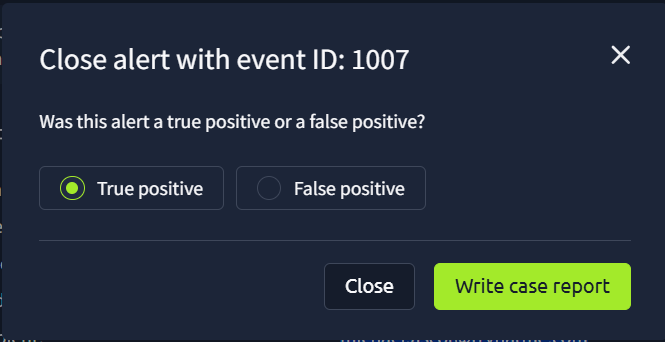 Close alert with event ID: 1007
Was this alert a true positive or a false positive?
True positive False positive
Close Write case report